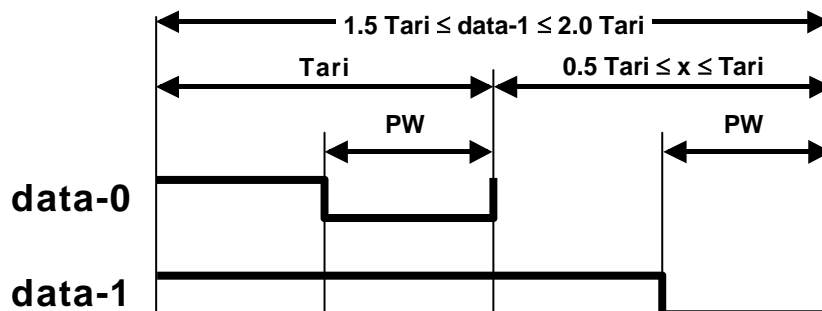 1.5 Tari ≤ data-1 ≤ 2.0 Tari
Tari
0.5 Tari ≤ x ≤ Tari
PW
PW
data-0
data-1